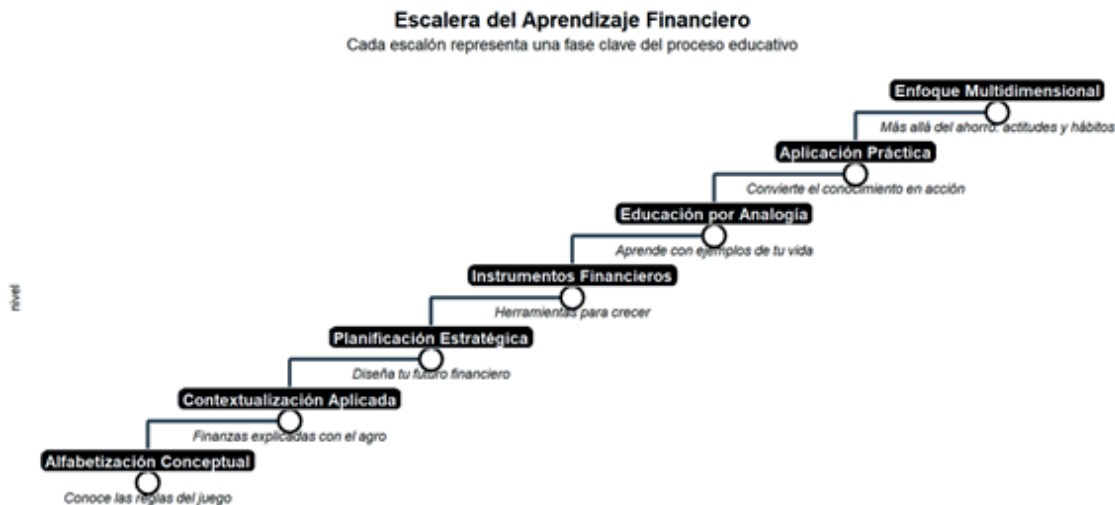 Escalera del Aprendizaje Financiero
Cada escalón representa una fase clave del proceso educativo
Enfoque Multidimensional
Más allá del ahorro: actitudes y hábitos
Aplicación Práctica
Convierte el conocimiento en acción
Educación por Analogía
Aprende con ejemplos de tu vida
Instrumentos Financieros
Herramientas para crecer
nivel
Planificación Estratégica
Diseña tu futuro financiero
Contextualización Aplicada
Finanzas explicadas con el agro
Alfabetización Conceptual
Conoce las reglas del juego